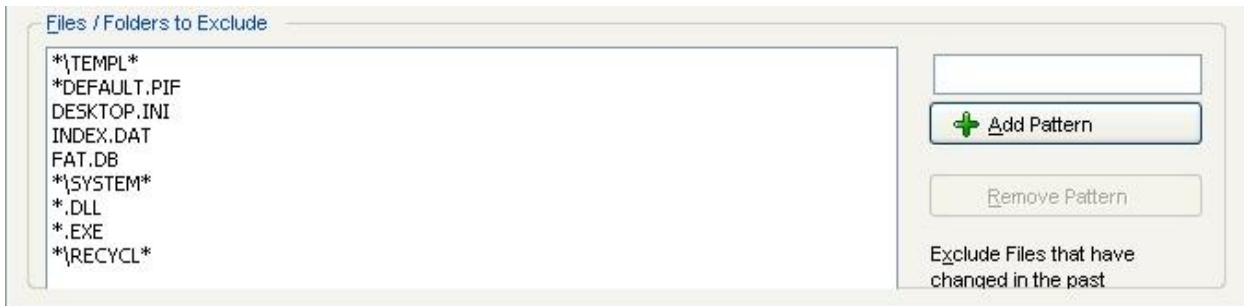 Files / Folders to Exclude
*\TEMPL*
*DEFAULT.PIF
DESKTOP.INI
INDEX.DAT
FAT.DB
*\SYSTEM*
*.DLL
*.EXE
*\RECYCL*
Add Pattern
Remove Pattern
Exclude Files that have
changed in the past